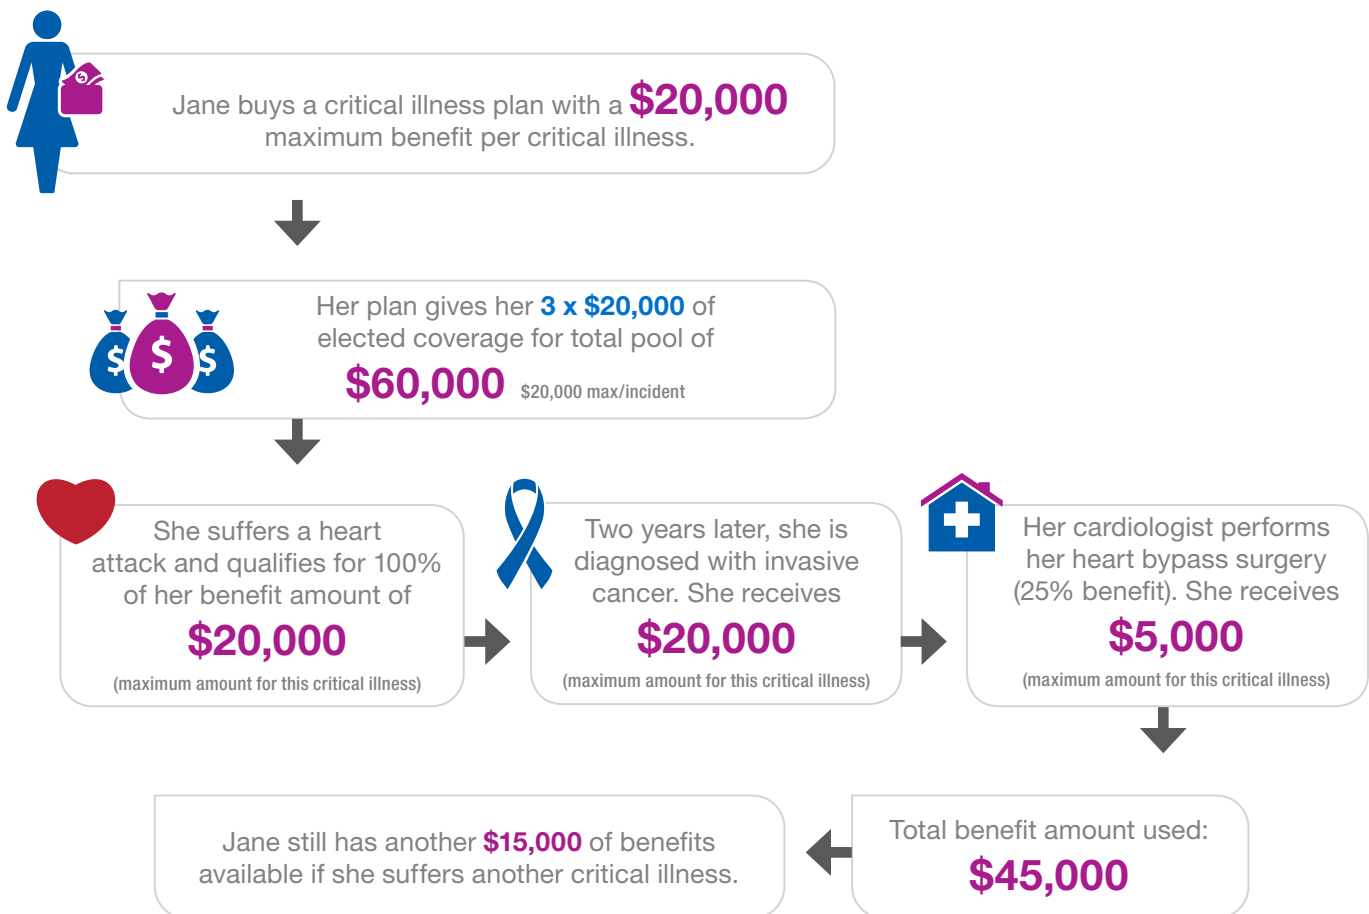 Jane buys a critical illness plan with a $20,000
maximum benefit per critical illness.
Her plan gives her 3 x $20,000 of
elected coverage for total pool of
$60,000 $20,000 max/incident
She suffers a heart
attack and qualifies for 100%
of her benefit amount of
$20,000
(maximum amount for this critical illness)
Two years later, she is
diagnosed with invasive
cancer. She receives
$20,000
(maximum amount for this critical illness)
Her cardiologist performs
her heart bypass surgery
(25% benefit). She receives
$5,000
(maximum amount for this critical illness)
Total benefit amount used:
$45,000
Jane still has another $15,000 of benefits
available if she suffers another critical illness.